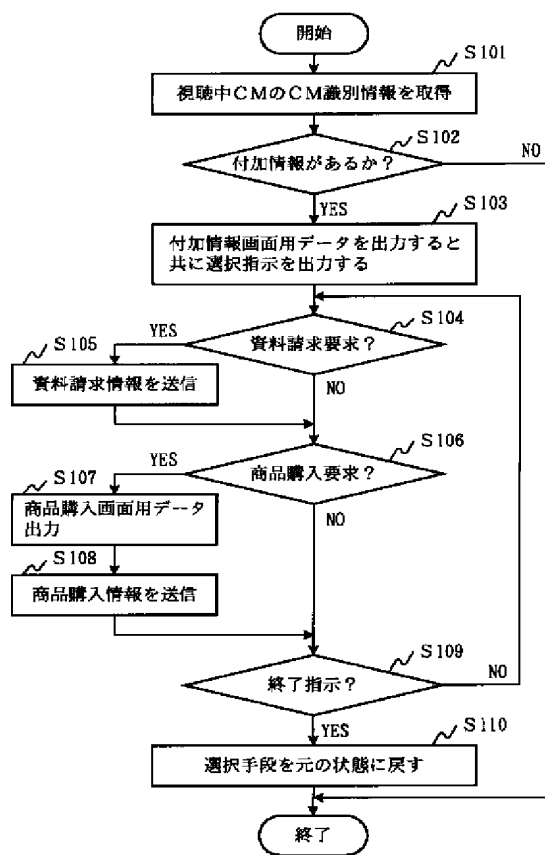 開始
S101
視聴中CMのCM識別情報を取得
S102
付加情報があるか?
NO
YES
S103
付加情報画面用データを出力すると
共に選択指示を出力する
S104
資料請求要求?
YES
S105
資料請求情報を送信
NO
S106
商品購入要求?
YES
S107
商品購入画面用データ
出力
NO
S108
商品購入情報を送信
S109
終了指示?
NO
YES
S110
選択手段を元の状態に戻す
終了